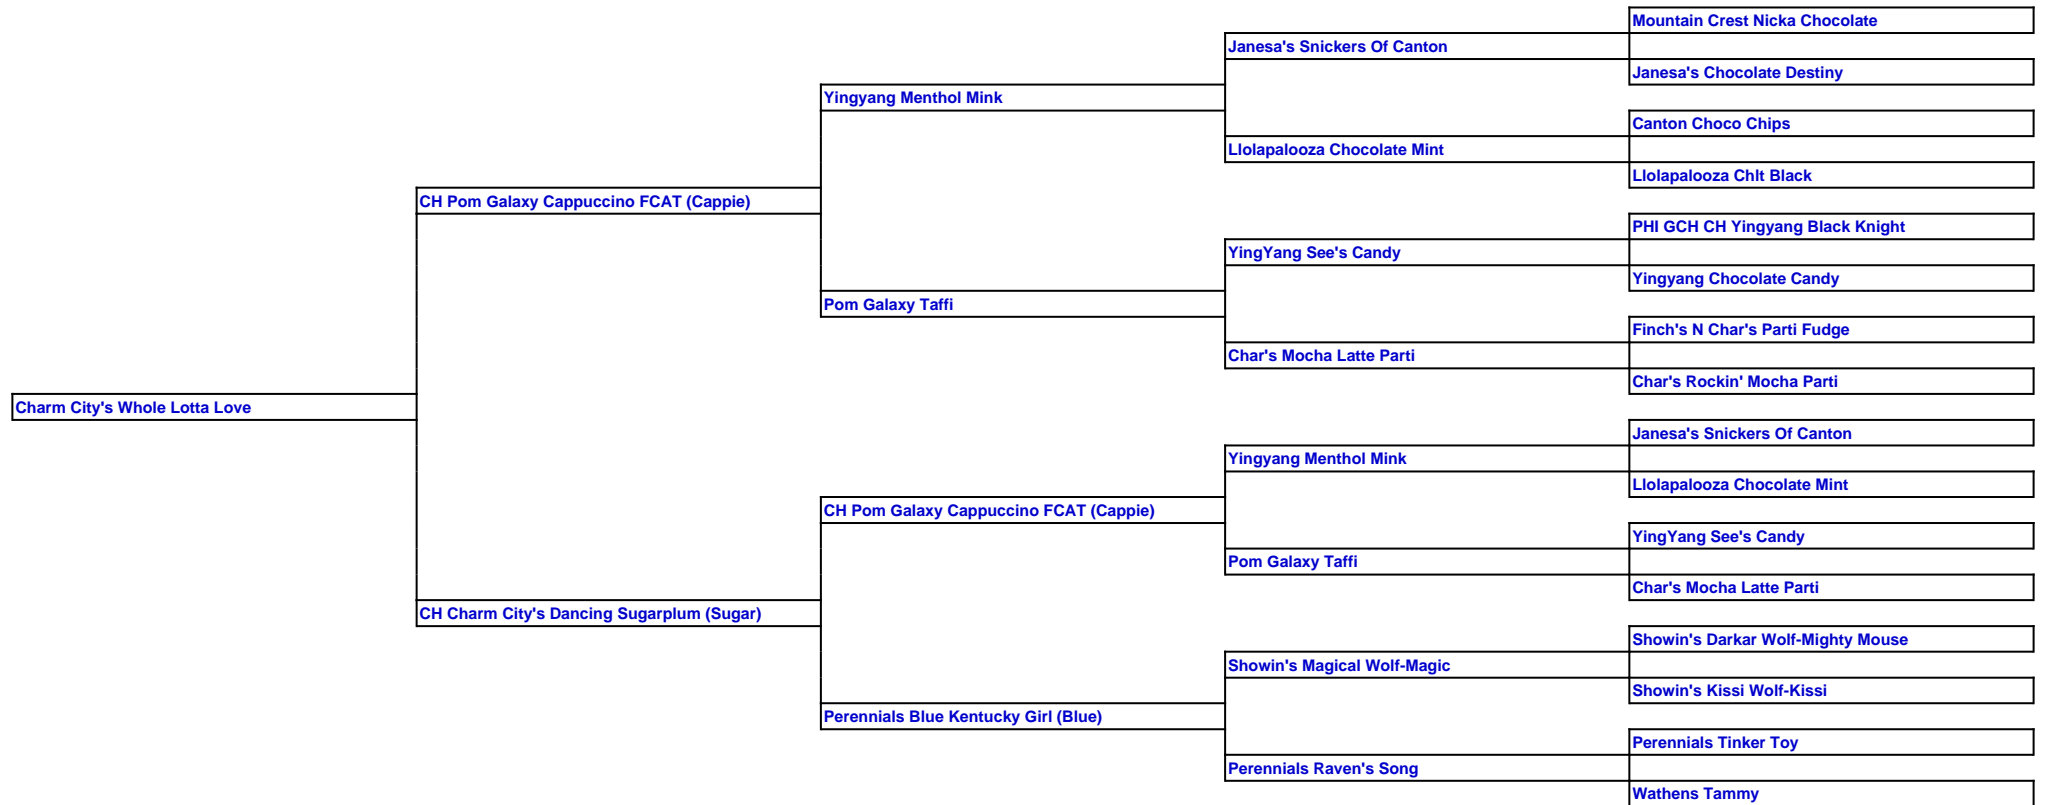 Mountain Crest Nicka Chocolate
Janesa's Snickers Of Canton
Janesa's Chocolate Destiny
Yingyang Menthol Mink
Canton Choco Chips
Llolapalooza Chocolate Mint
Llolapalooza Chlt Black
CH Pom Galaxy Cappuccino FCAT (Cappie)
PHI GCH CH Yingyang Black Knight
YingYang See's Candy
Yingyang Chocolate Candy
Pom Galaxy Taffi
Finch's N Char's Parti Fudge
Char's Mocha Latte Parti
Char's Rockin' Mocha Parti
Charm City's Whole Lotta Love
Janesa's Snickers Of Canton
Yingyang Menthol Mink
Llolapalooza Chocolate Mint
CH Pom Galaxy Cappuccino FCAT (Cappie)
YingYang See's Candy
Pom Galaxy Taffi
Char's Mocha Latte Parti
CH Charm City's Dancing Sugarplum (Sugar)
Showin's Darkar Wolf-Mighty Mouse
Showin's Magical Wolf-Magic
Showin's Kissi Wolf-Kissi
Perennials Blue Kentucky Girl (Blue)
Perennials Tinker Toy
Perennials Raven's Song
Wathens Tammy